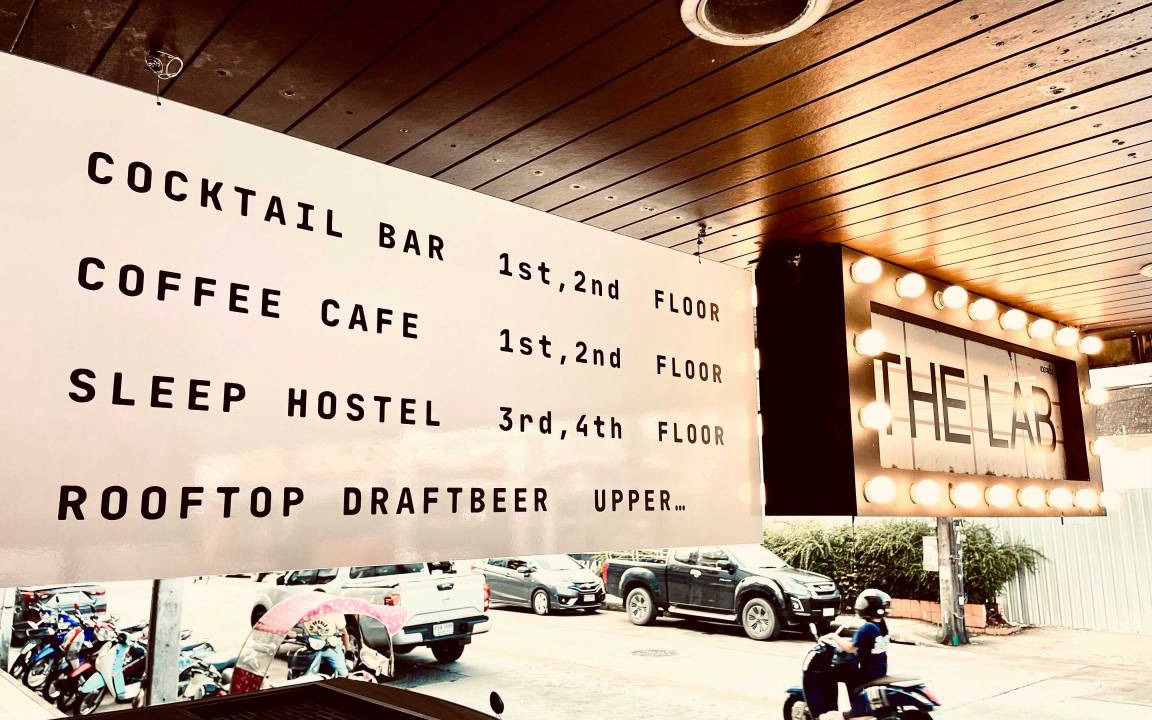 COCKTAIL BAR 1st,2nd FLOOR
COFFEE CAFE 1st,2nd FLOOR
SLEEP HOSTEL 3rd,4th FLOOR
ROOFTOP DRAFTBEER UPPER…
THE LAB